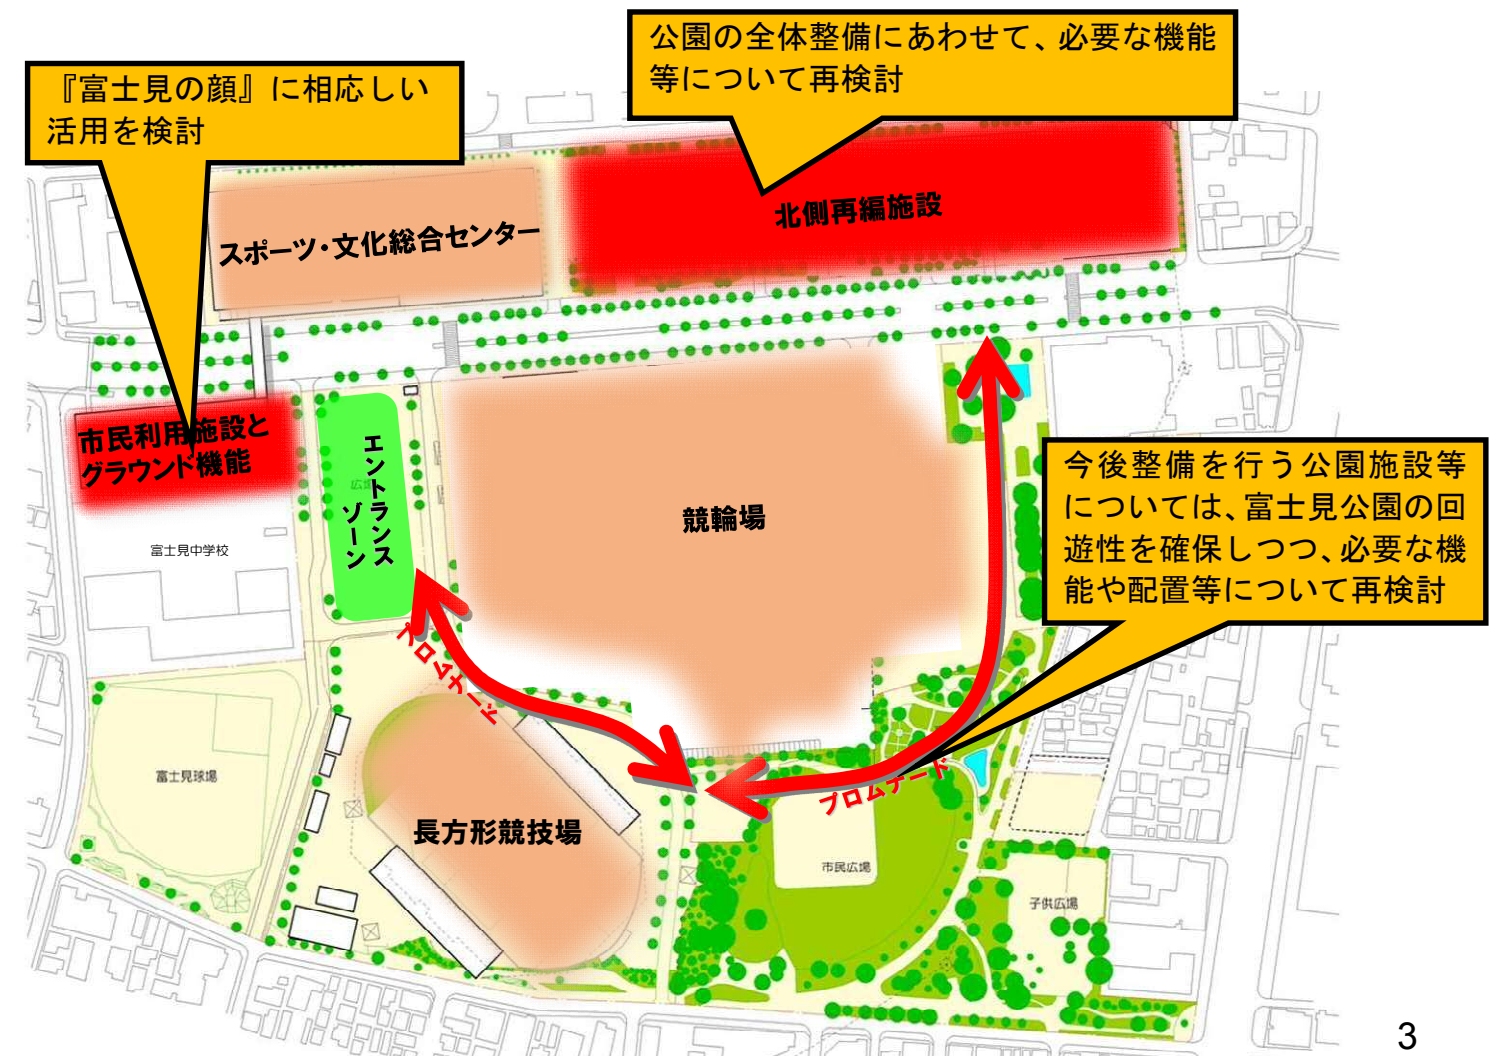 公園の全体整備にあわせて、必要な機能
等について再検討
『富士見の顔』に相応しい
活用を検討
北側再編施設
スポーツ・文化総合センター
市民利用施設と
グラウンド機能
エントランス
ゾーン
広場
競輪場
今後整備を行う公園施設等
については、富士見公園の回
遊性を確保しつつ、必要な機
能や配置等について再検討
富士見中学校
プロムナード
富士見球場
プロムナード
長方形競技場
市民広場
子供広場
3